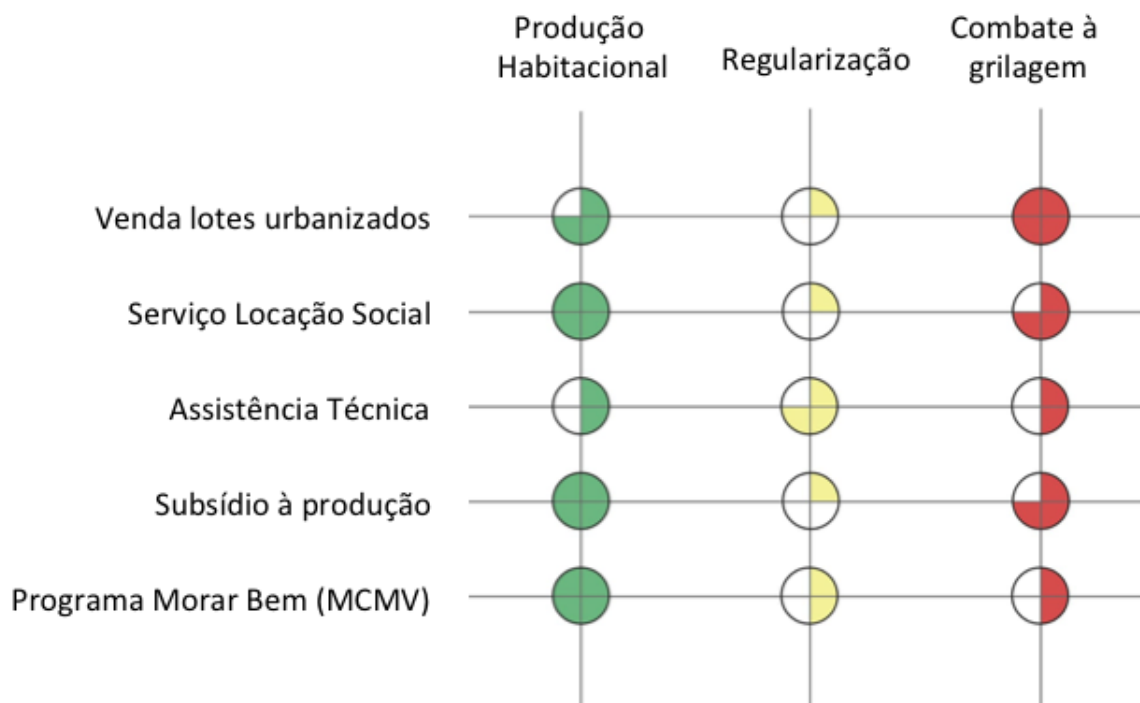 Produção
Habitacional
Regularização
Combate à
grilagem
Venda lotes urbanizados
Serviço Locação Social
Assistência Técnica
Subsídio à produção
Programa Morar Bem (MCMV)